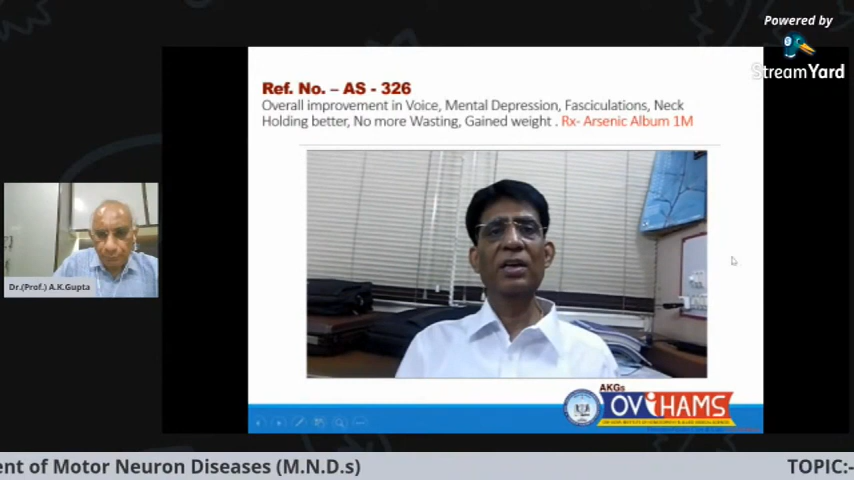 Powered by
StreamYard
Ref. No. – AS - 326
Overall improvement in Voice, Mental Depression, Fasciculations, Neck
Holding better, No more Wasting, Gained weight . Rx- Arsenic Album 1M
Dr.(Prof.) A.K.Gupta
AKGs
OViHAMS
ent of Motor Neuron Diseases (M.N.D.s)
TOPIC:-